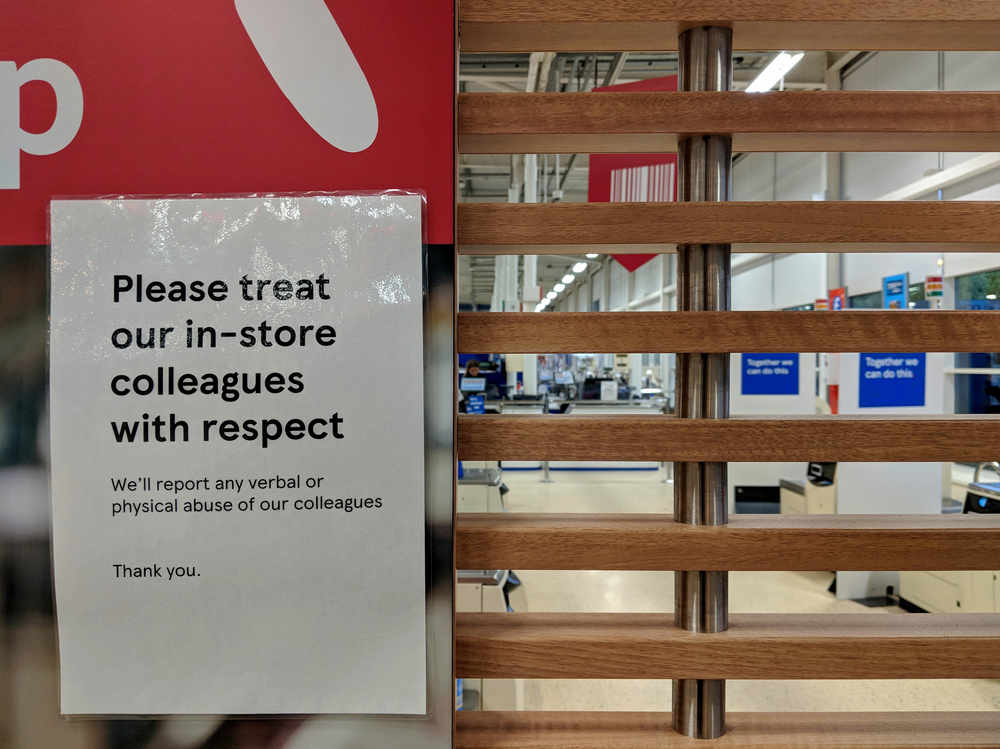 p
Please treat
our in-store
colleagues
with respect
We'll report any verbal or
physical abuse of our colleagues
Thank you.
Together we
can do this
Together we
can do this